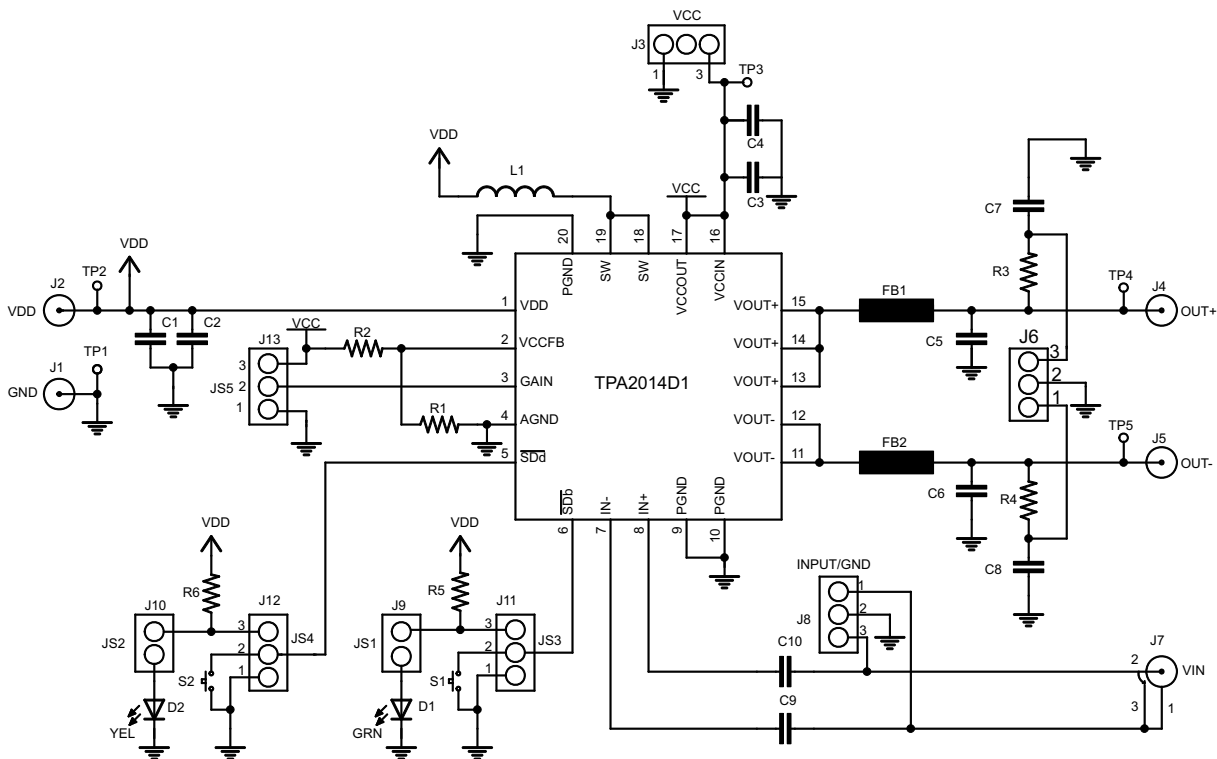 VCC
J3
1
3
TP3
C4
VDD
L1
C3
VCC
C7
20
19
18
17
16
VDD
TP2
J2
VDD
PGND
SW
SW
VCCOUT
VCCIN
R3
TP4
J4
1
VDD
VOUT+
15
FB1
OUT+
C1
C2
VCC
R2
J13
2
VCCFB
VOUT+
14
C5
J6
TP1
J1
GND
3
JS5
2
1
3
GAIN
TPA2014D1
VOUT+
13
3
2
1
R1
4
AGND
VOUT-
12
TP5
J5
5
SDd
VOUT-
11
FB2
OUT-
C6
R4
SDb
IN-
IN+
PGND
PGND
6
7
8
9
10
VDD
VDD
INPUT/GND
C8
R6
R5
J10
J12
J9
J11
1
2
3
J8
JS2
3
2
1
JS4
JS1
3
2
1
JS3
C10
J7
2
VIN
S2
S1
C9
3
1
D2
YEL
D1
GRN